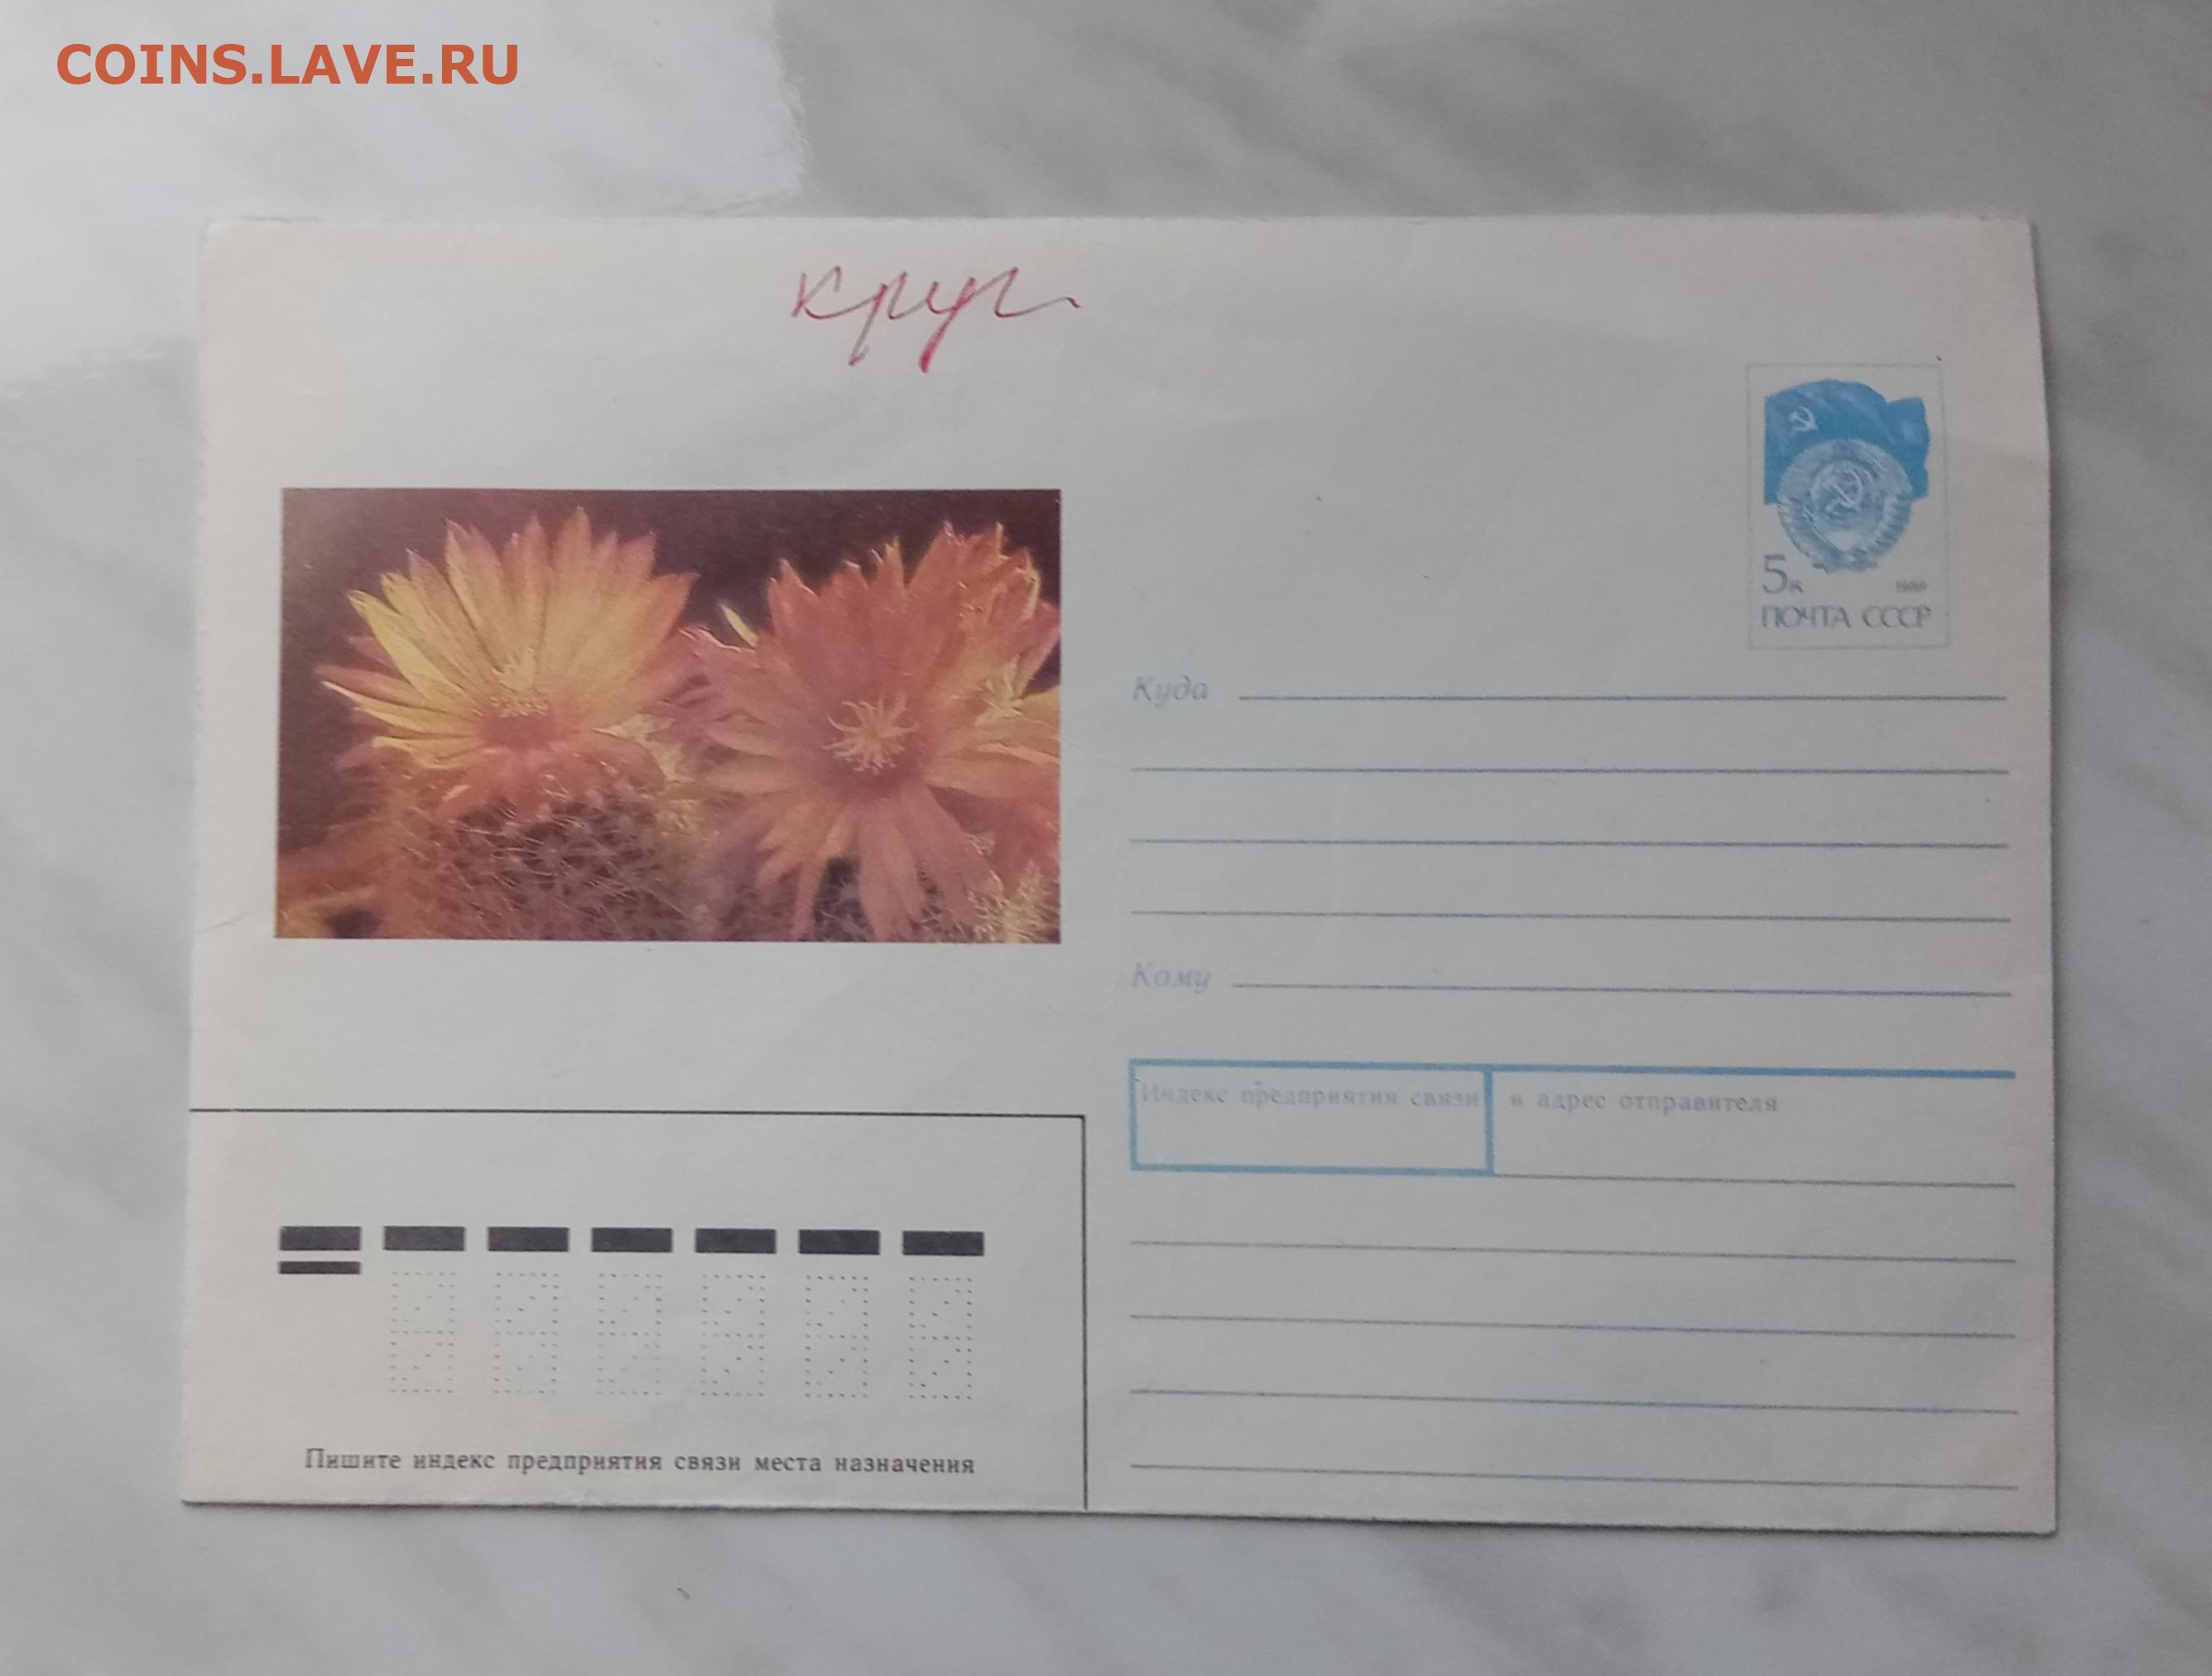 COINS.LAVE.RU
круг
5к
ПОЧТА СССР
Куда
Кому
Индекс предприятия связи и адрес отправителя
Пишите индекс предприятия связи места назначения